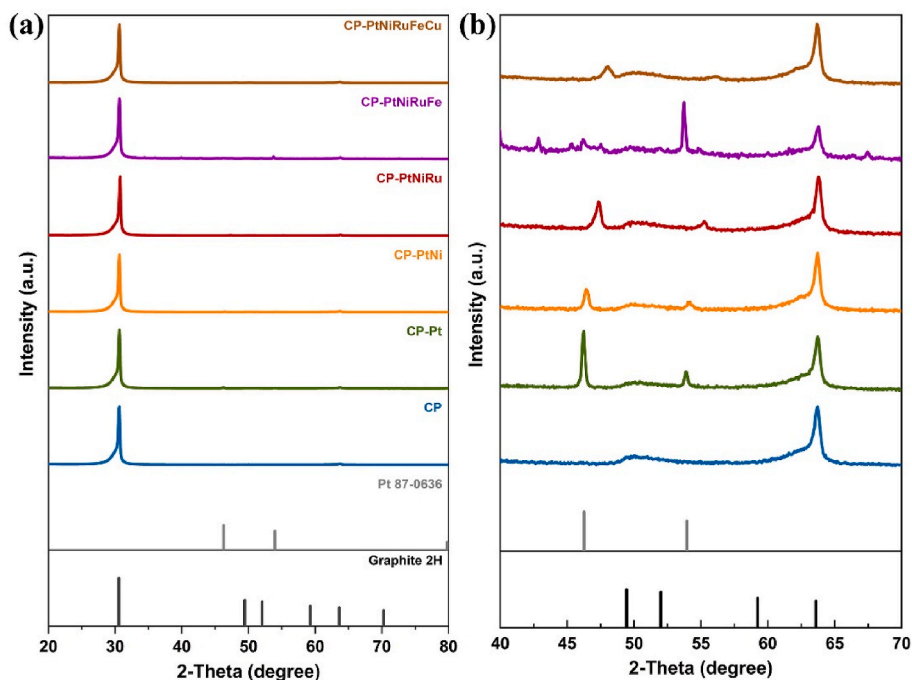 (a)
CP-PtNiRuFeCu
CP-PtNiRuFe
CP-PtNiRu
CP-PtNi
CP-Pt
CP
Pt 87-0636
Graphite 2H
Intensity (a.u.)
20 30 40 50 60 70 80
2-Theta (degree)
(b)
Intensity (a.u.)
40 45 50 55 60 65 70
2-Theta (degree)